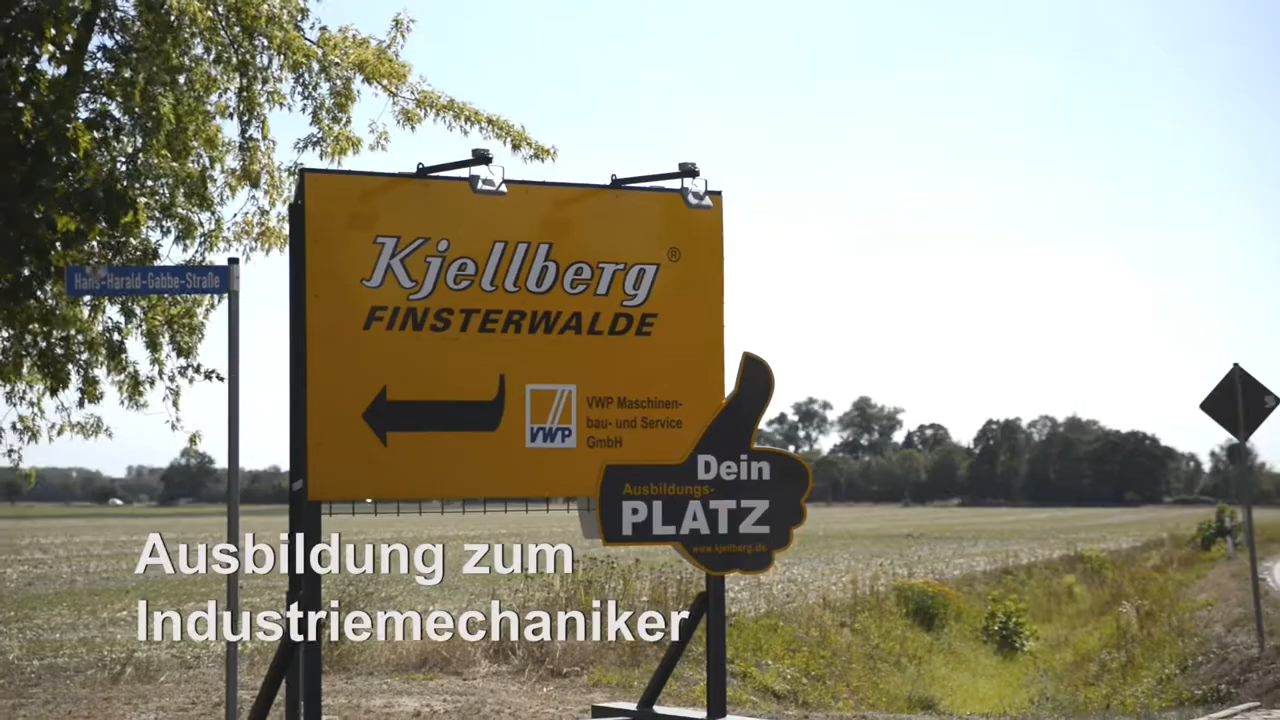 Hans-Harald-Gabbe-Straße
Kjellberg ®
FINSTERWALDE
VWP
VWP Maschinen-
bau- und Service
GmbH
Dein
Ausbildungs-
PLATZ
www.kjellberg.de
Ausbildung zum
Industriemechaniker